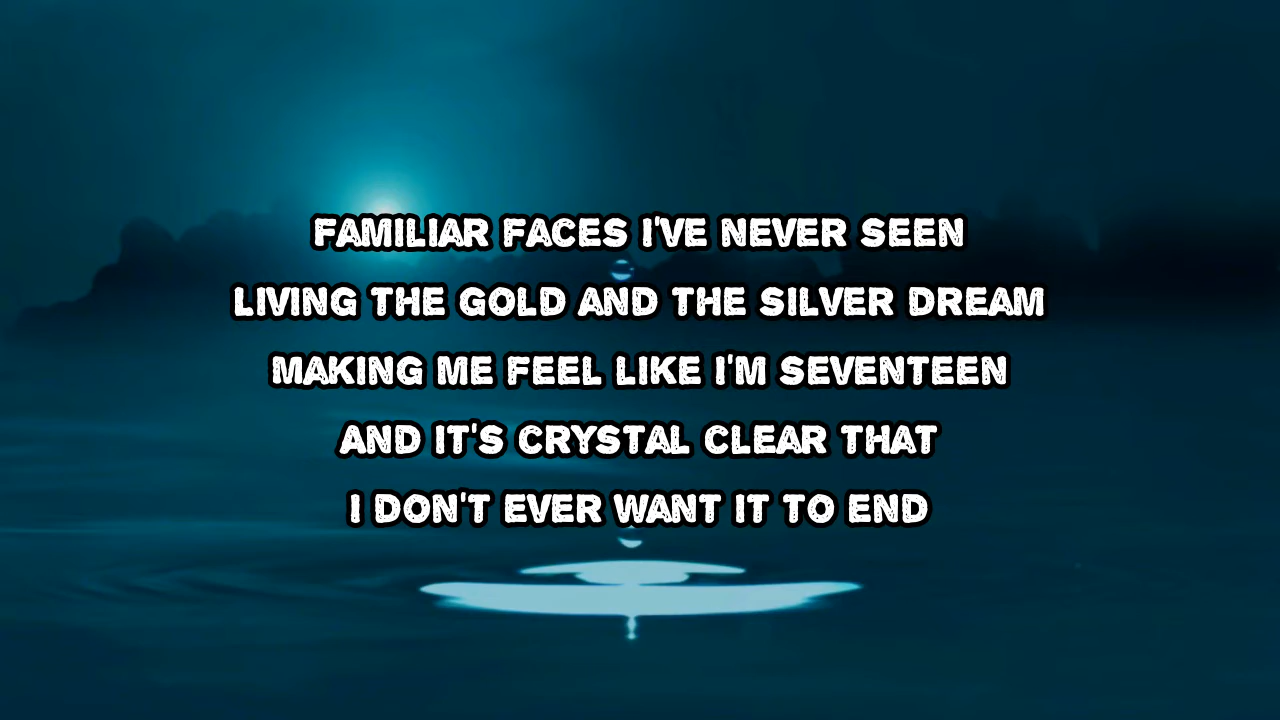 FAMILIAR FACES I'VE NEVER SEEN
LIVING THE GOLD AND THE SILVER DREAM
MAKING ME FEEL LIKE I'M SEVENTEEN
AND IT'S CRYSTAL CLEAR THAT
I DON'T EVER WANT IT TO END